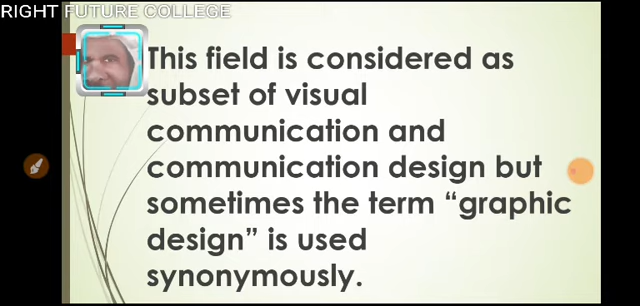 RIGHT FUTURE COLLEGE
This field is considered as
subset of visual
communication and
communication design but
sometimes the term “graphic
design” is used
synonymously.